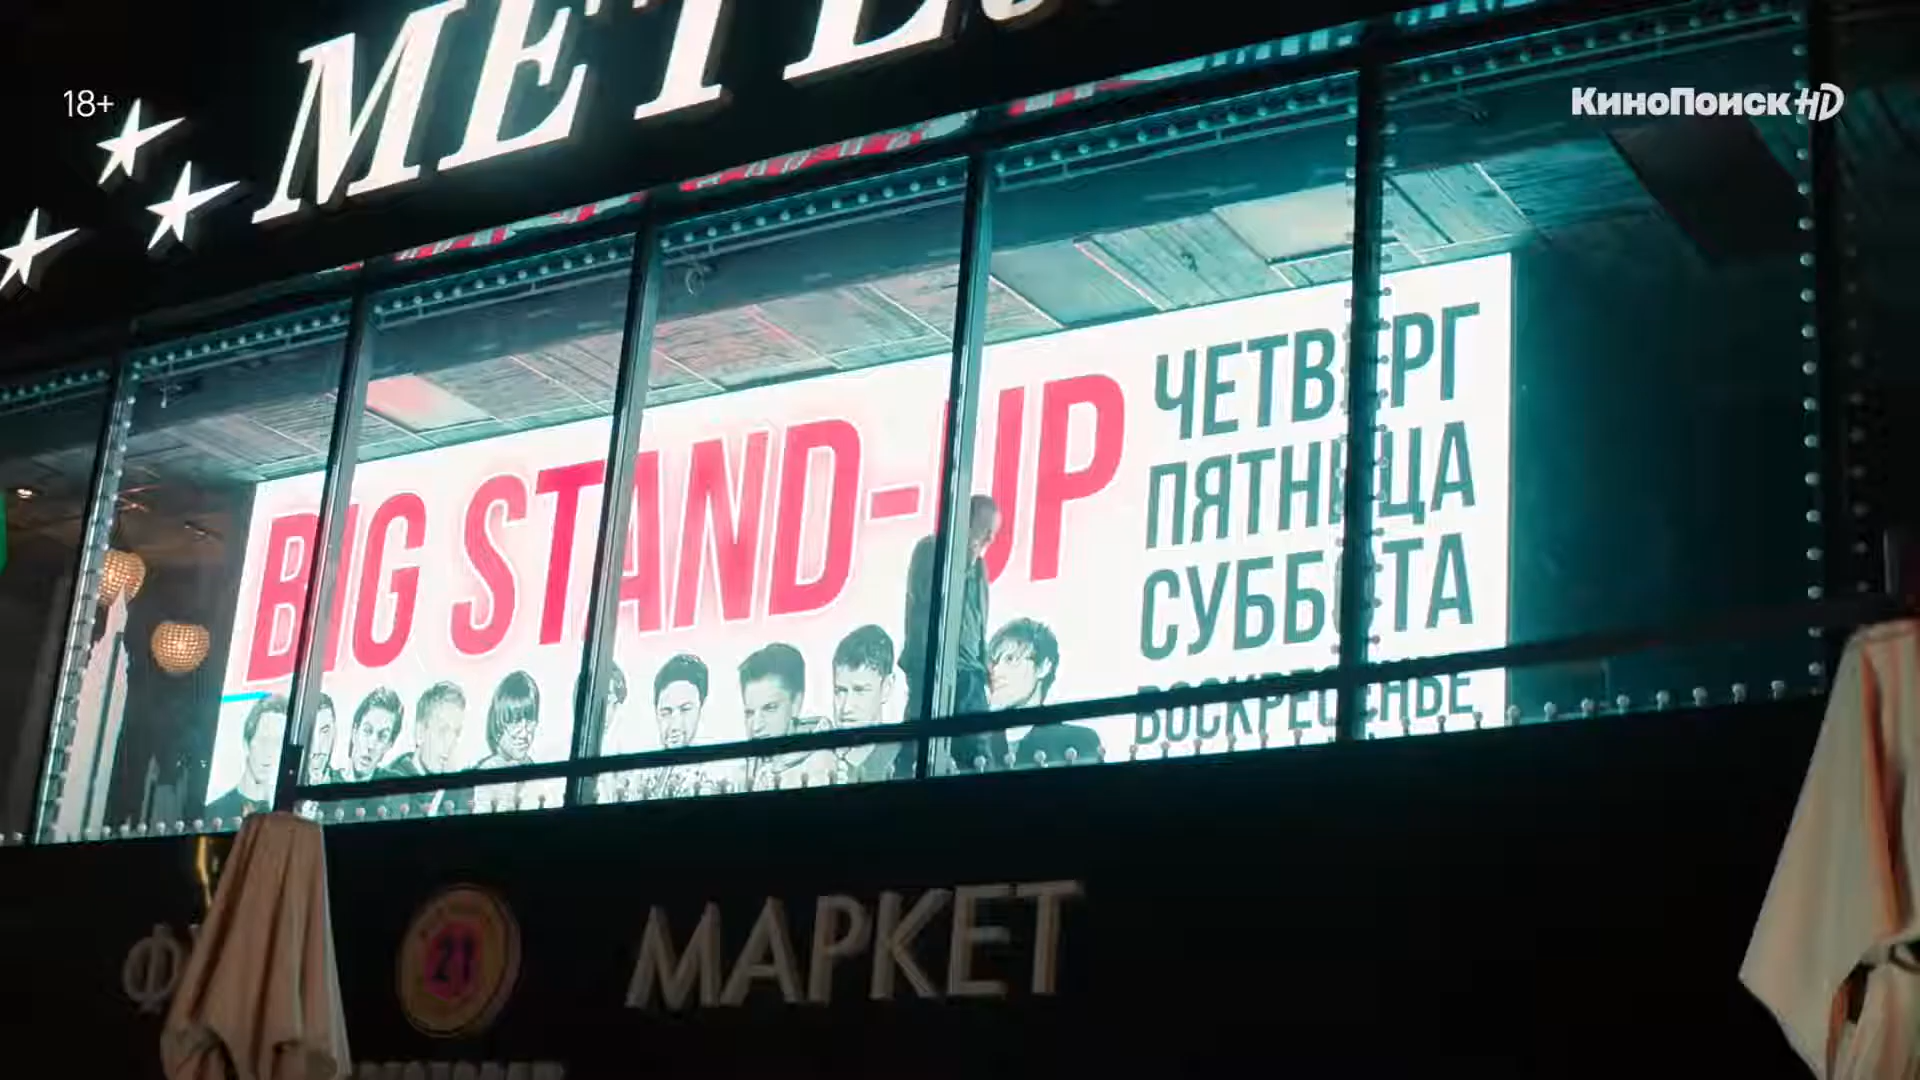 18+
КиноПоиск HD
BIG STAND-UP
ЧЕТВЕРГ
ПЯТНИЦА
СУББОТА
ВОСКРЕСЕНЬЕ
21
МАРКЕТ